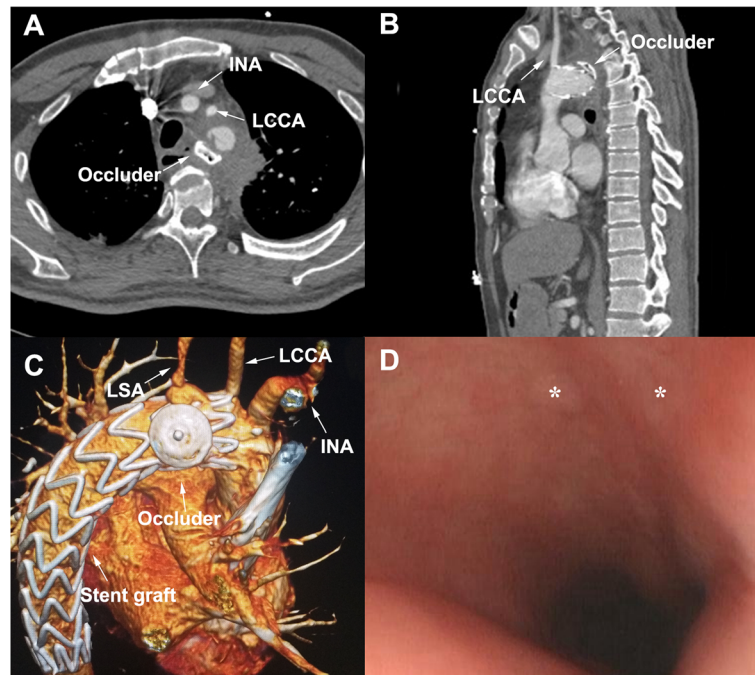 A
INA
LCCA
Occluder
B
Occluder
LCCA
C
LCCA
LSA
INA
Occluder
Stent graft
D
*
*